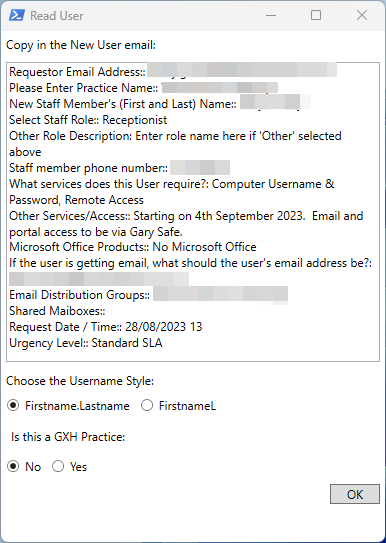 Read User
Copy in the New User email:
Requestor Email Address::
Please Enter Practice Name::
New Staff Member's (First and Last) Name::
Select Staff Role:: Receptionist
Other Role Description: Enter role name here if 'Other' selected
above
Staff member phone number::
What services does this User require?: Computer Username &
Password, Remote Access
Other Services/Access:: Starting on 4th September 2023.  Email and
portal access to be via Gary Safe.
Microsoft Office Products:: No Microsoft Office
If the user is getting email, what should the user's email address be?:
Email Distribution Groups::
Shared Maiboxes::
Request Date / Time:: 28/08/2023 13
Urgency Level:: Standard SLA
Choose the Username Style:
Firstname.Lastname FirstnameL
Is this a GXH Practice:
No Yes
OK